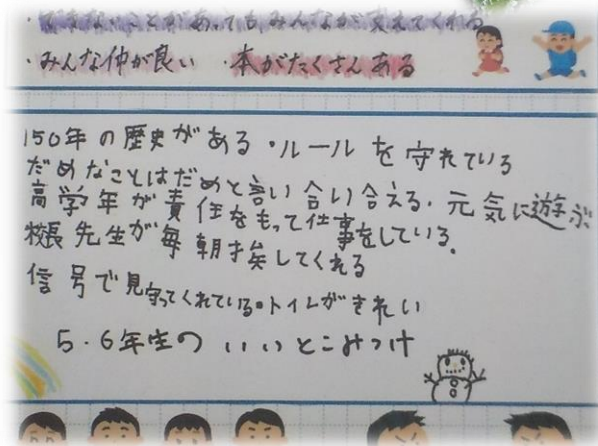 ・できないことがあってもみんなが支えてくれる
・みんな仲が良い ・本がたくさんある
150年の歴史がある・ルールを守れている
だめなことはだめと言い合い合える・元気に遊ぶ
高学年が責任をもって仕事をしている
校長先生が毎朝挨してくれる
信号で見守ってくれている・トイレがきれい
5・6年生のいいとこみつけ